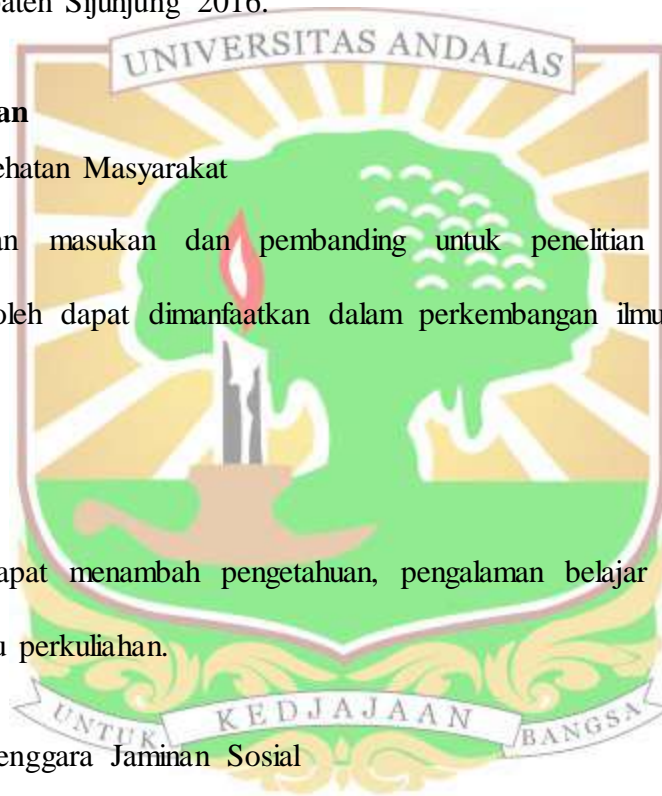 paten Sijunjung 2016.
UNIVERSITAS ANDALAS
an
ehatan Masyarakat
an masukan dan pembanding untuk penelitian
oleh dapat dimanfaatkan dalam perkembangan ilmu
apat menambah pengetahuan, pengalaman belajar
u perkuliahan.
UNTUK KEDJAJAAN BANGSA
enggara Jaminan Sosial